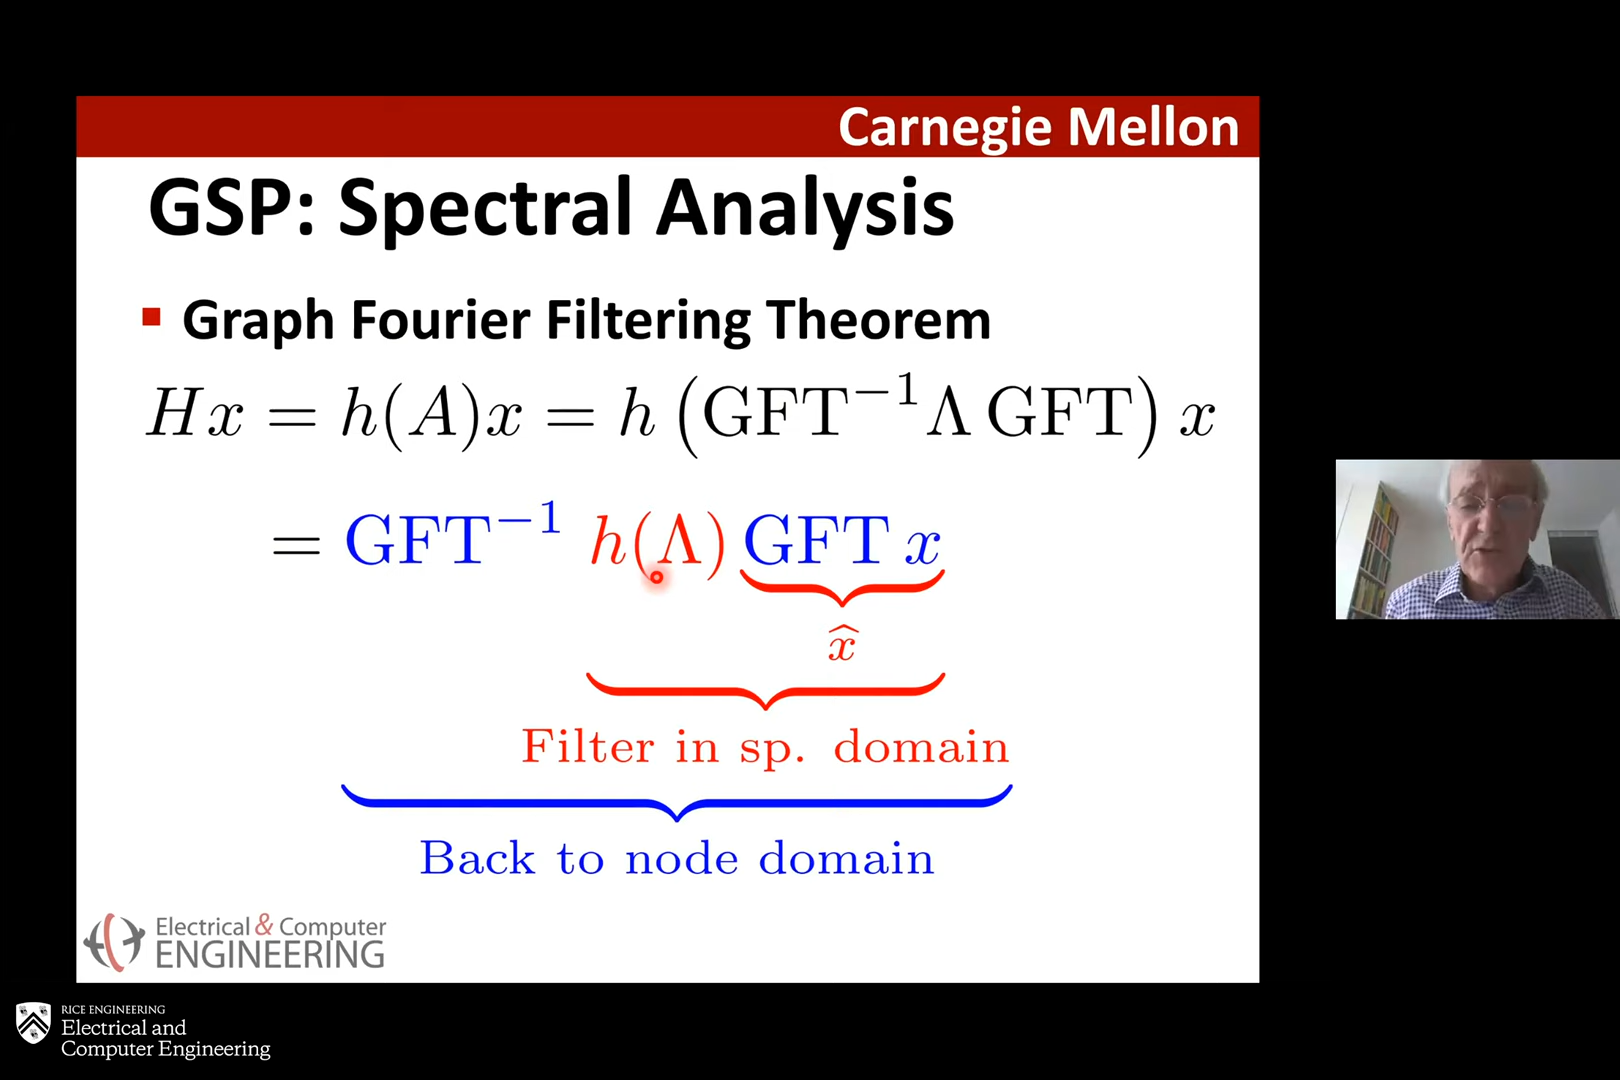 Carnegie Mellon
GSP: Spectral Analysis
▪ Graph Fourier Filtering Theorem
Hx = h(A)x = h (GFT⁻¹ Λ GFT) x
= GFT⁻¹ h(Λ) GFT x
x̂
Filter in sp. domain
Back to node domain
Electrical & Computer
ENGINEERING
RICE ENGINEERING
Electrical and
Computer Engineering